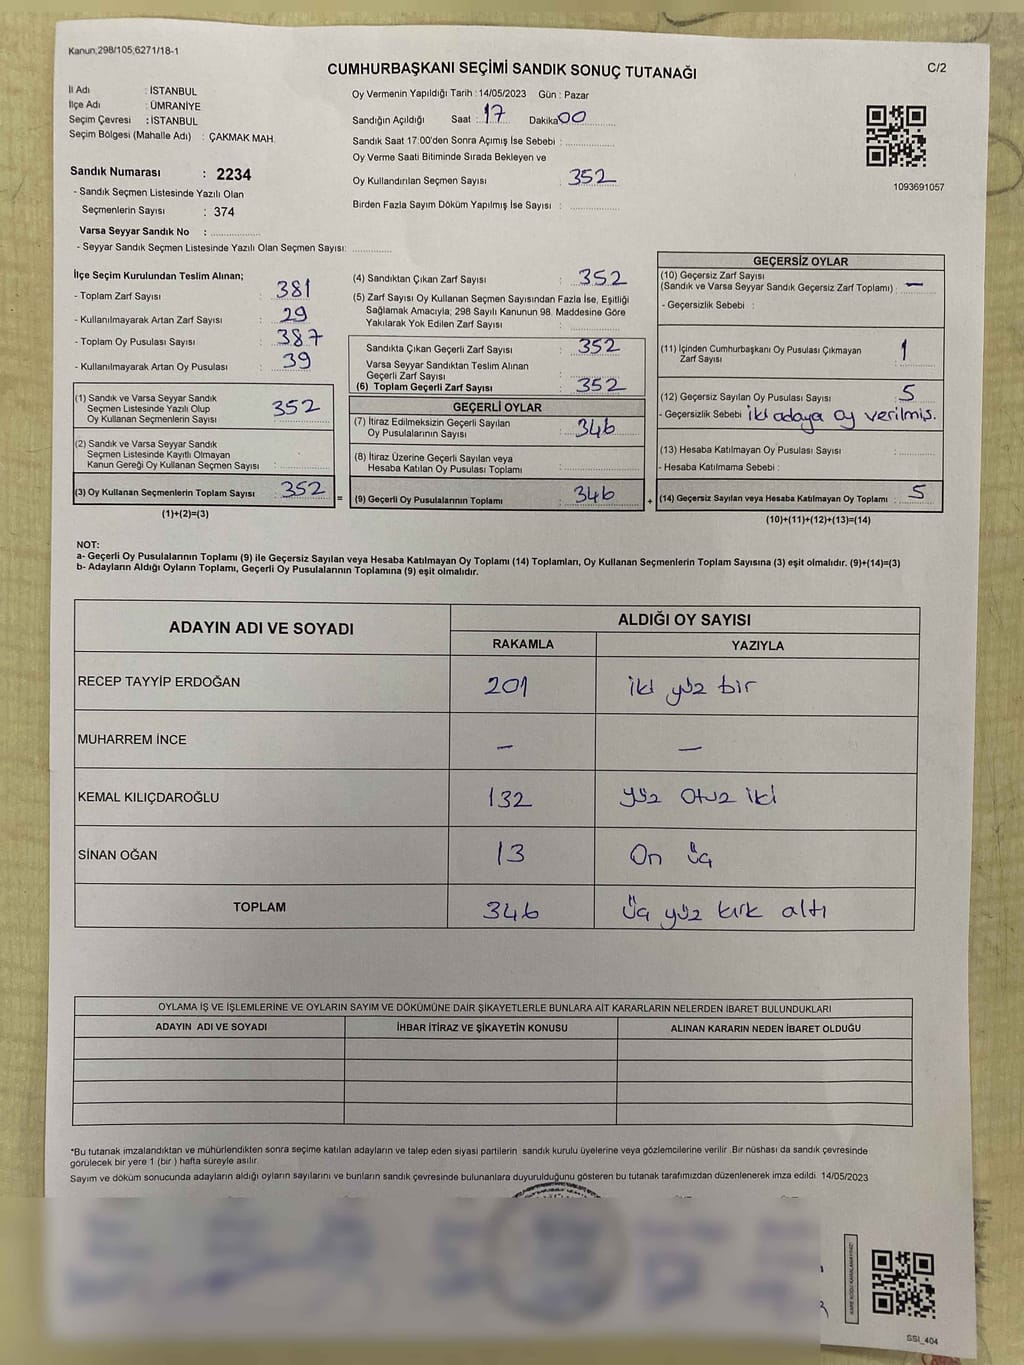 Kanun,298/105,6271/18-1
CUMHURBAŞKANI SEÇİMİ SANDIK SONUÇ TUTANAĞI
C/2
İl Adı : İSTANBUL
İlçe Adı : ÜMRANİYE
Seçim Çevresi : İSTANBUL
Seçim Bölgesi (Mahalle Adı) : ÇAKMAK MAH.
Sandık Numarası : 2234
- Sandık Seçmen Listesinde Yazılı Olan
Seçmenlerin Sayısı : 374
Varsa Seyyar Sandık No :
- Seyyar Sandık Seçmen Listesinde Yazılı Olan Seçmen Sayısı:
Oy Vermenin Yapıldığı Tarih : 14/05/2023 Gün : Pazar
Sandığın Açıldığı Saat : 17 Dakika 00
Sandık Saat 17:00'den Sonra Açımış İse Sebebi :
Oy Verme Saati Bitiminde Sırada Bekleyen ve
Oy Kullandırılan Seçmen Sayısı : 352
Birden Fazla Sayım Döküm Yapılmış İse Sayısı :
1093691057
İlçe Seçim Kurulundan Teslim Alınan;
- Toplam Zarf Sayısı : 381
- Kullanılmayarak Artan Zarf Sayısı : 29
- Toplam Oy Pusulası Sayısı : 387
- Kullanılmayarak Artan Oy Pusulası : 39
(1) Sandık ve Varsa Seyyar Sandık
Seçmen Listesinde Yazılı Olup
Oy Kullanan Seçmenlerin Sayısı : 352
(2) Sandık ve Varsa Seyyar Sandık
Seçmen Listesinde Kayıtlı Olmayan
Kanun Gereği Oy Kullanan Seçmen Sayısı :
(3) Oy Kullanan Seçmenlerin Toplam Sayısı : 352
(1)+(2)=(3)
=
(4) Sandıktan Çıkan Zarf Sayısı : 352
(5) Zarf Sayısı Oy Kullanan Seçmen Sayısından Fazla İse, Eşitliği
Sağlamak Amacıyla; 298 Sayılı Kanunun 98. Maddesine Göre
Yakılarak Yok Edilen Zarf Sayısı :
Sandıkta Çıkan Geçerli Zarf Sayısı : 352
Varsa Seyyar Sandıktan Teslim Alınan
Geçerli Zarf Sayısı :
(6) Toplam Geçerli Zarf Sayısı : 352
GEÇERLİ OYLAR
(7) İtiraz Edilmeksizin Geçerli Sayılan
Oy Pusulalarının Sayısı : 346
(8) İtiraz Üzerine Geçerli Sayılan veya
Hesaba Katılan Oy Pusulası Toplamı :
(9) Geçerli Oy Pusulalarının Toplamı : 346
+
GEÇERSİZ OYLAR
(10) Geçersiz Zarf Sayısı
(Sandık ve Varsa Seyyar Sandık Geçersiz Zarf Toplamı) : —
- Geçersizlik Sebebi :
(11) İçinden Cumhurbaşkanı Oy Pusulası Çıkmayan
Zarf Sayısı : 1
(12) Geçersiz Sayılan Oy Pusulası Sayısı : 5
- Geçersizlik Sebebi : iki adaya oy verilmiş.
(13) Hesaba Katılmayan Oy Pusulası Sayısı :
- Hesaba Katılmama Sebebi :
(14) Geçersiz Sayılan veya Hesaba Katılmayan Oy Toplamı : 5
(10)+(11)+(12)+(13)=(14)
NOT:
a- Geçerli Oy Pusulalarının Toplamı (9) ile Geçersiz Sayılan veya Hesaba Katılmayan Oy Toplamı (14) Toplamları, Oy Kullanan Seçmenlerin Toplam Sayısına (3) eşit olmalıdır. (9)+(14)=(3)
b- Adayların Aldığı Oyların Toplamı, Geçerli Oy Pusulalarının Toplamına (9) eşit olmalıdır.
ADAYIN ADI VE SOYADI
ALDIĞI OY SAYISI
RAKAMLA YAZIYLA
RECEP TAYYİP ERDOĞAN 201 iki yüz bir
MUHARREM İNCE — —
KEMAL KILIÇDAROĞLU 132 yüz Otuz iki
SİNAN OĞAN 13 On üç
TOPLAM 346 Üç yüz kırk altı
OYLAMA İŞ VE İŞLEMLERİNE VE OYLARIN SAYIM VE DÖKÜMÜNE DAİR ŞİKAYETLERLE BUNLARA AİT KARARLARIN NELERDEN İBARET BULUNDUKLARI
ADAYIN ADI VE SOYADI İHBAR İTİRAZ VE ŞİKAYETİN KONUSU ALINAN KARARIN NEDEN İBARET OLDUĞU
*Bu tutanak imzalandıktan ve mühürlendikten sonra seçime katılan adayların ve talep eden siyasi partilerin sandık kurulu üyelerine veya gözlemcilerine verilir. Bir nüshası da sandık çevresinde
görülecek bir yere 1 (bir ) hafta süreyle asılır.
Sayım ve döküm sonucunda adayların aldığı oyların sayılarını ve bunların sandık çevresinde bulunanlara duyurulduğunu gösteren bu tutanak tarafımızdan düzenlenerek imza edildi. 14/05/2023
SSI_404